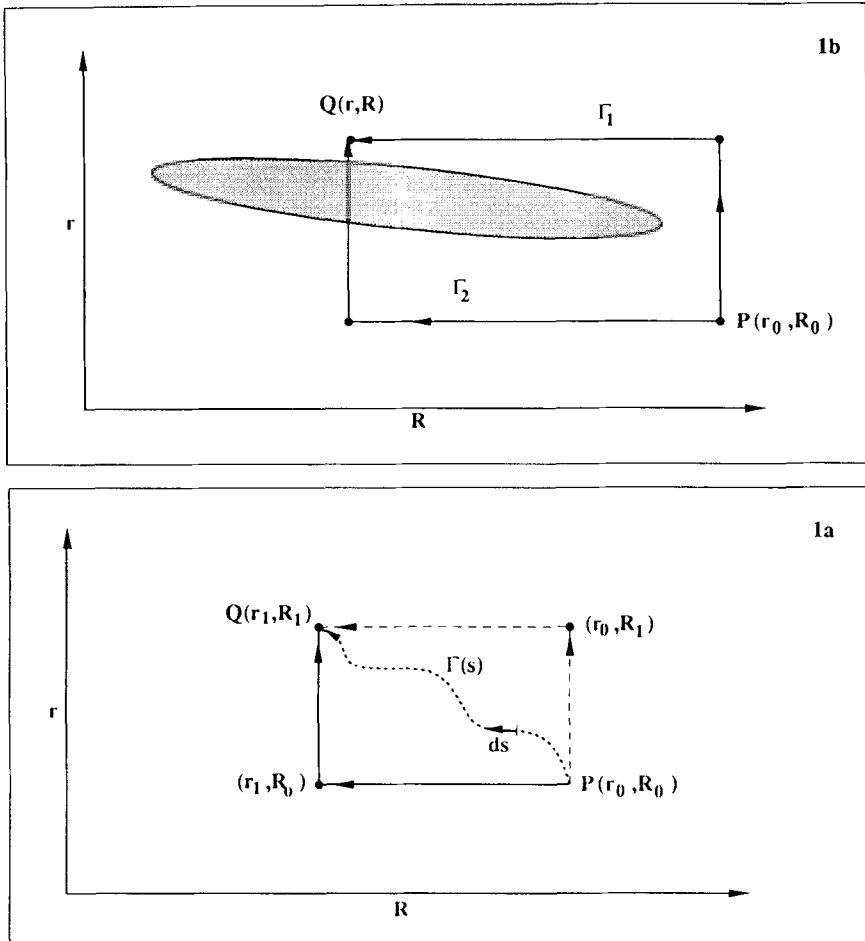 1b
Q(r,R)
Γ₁
r
Γ₂
P(r₀,R₀)
R
1a
Q(r₁,R₁)
(r₀,R₁)
Γ(s)
r
ds
(r₁,R₀)
P(r₀,R₀)
R